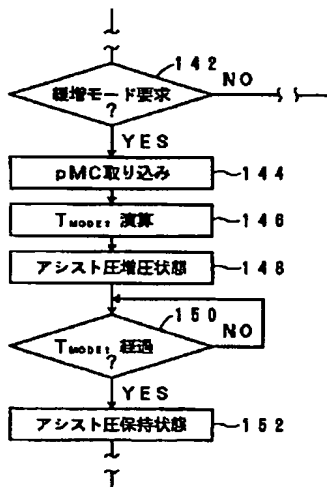 142
緩増モード要求
?
NO
YES
pMC取り込み
144
TMODE1 演算
146
アシスト圧増圧状態
148
150
TMODE1 経過
?
NO
YES
アシスト圧保持状態
152